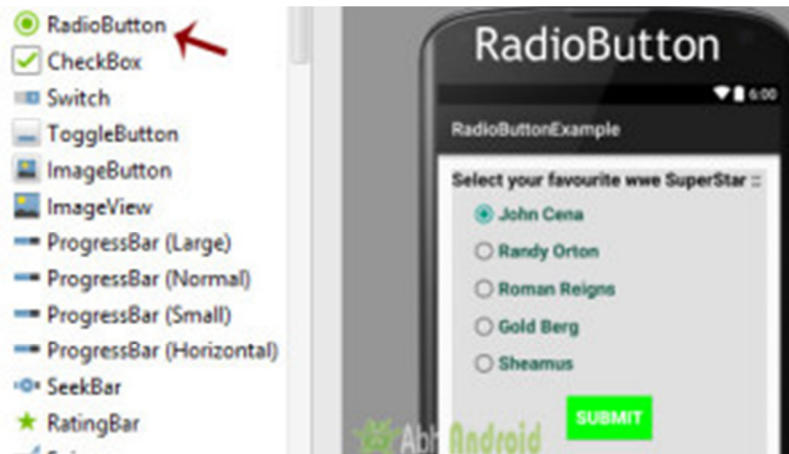 RadioButton
CheckBox
Switch
ToggleButton
ImageButton
ImageView
ProgressBar (Large)
ProgressBar (Normal)
ProgressBar (Small)
ProgressBar (Horizontal)
SeekBar
RatingBar
RadioButton
6:00
RadioButtonExample
Select your favourite wwe SuperStar ::
John Cena
Randy Orton
Roman Reigns
Gold Berg
Sheamus
SUBMIT
AbhiAndroid